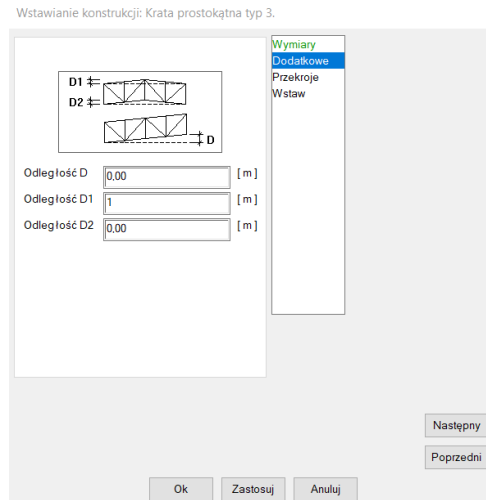 Wstawianie konstrukcji: Krata prostokątna typ 3.
Wymiary
Dodatkowe
Przekroje
Wstaw
D1
D2
D
Odległość D 0,00 [ m ]
Odległość D1 1 [ m ]
Odległość D2 0,00 [ m ]
Następny
Poprzedni
Ok Zastosuj Anuluj